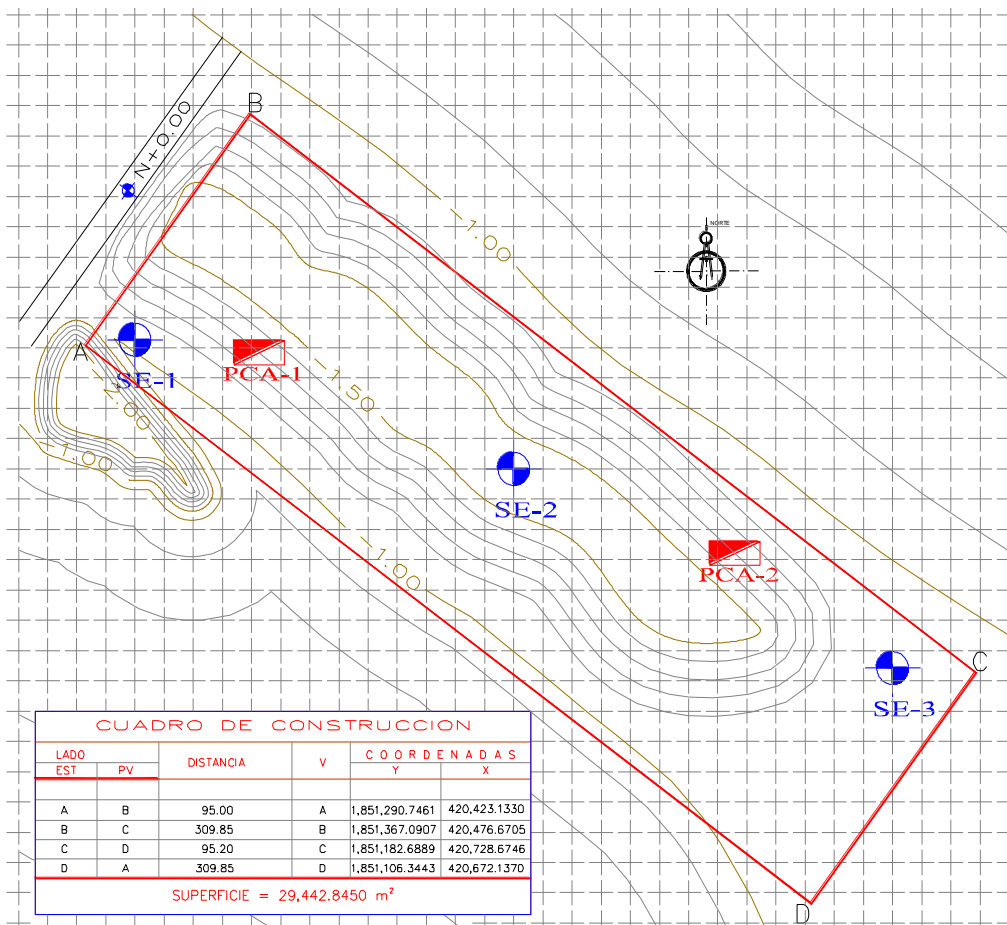 B
N+0.00
NORTE
-1.00
A
SE-1
PCA-1
-1.50
-2.00
-1.00
SE-2
-1.00
PCA-2
C
SE-3
D
CUADRO DE CONSTRUCCION
LADO DISTANCIA V COORDENADAS
EST PV Y X
A B 95.00 A 1,851,290.7461 420,423.1330
B C 309.85 B 1,851,367.0907 420,476.6705
C D 95.20 C 1,851,182.6889 420,728.6746
D A 309.85 D 1,851,106.3443 420,672.1370
SUPERFICIE = 29,442.8450 m²